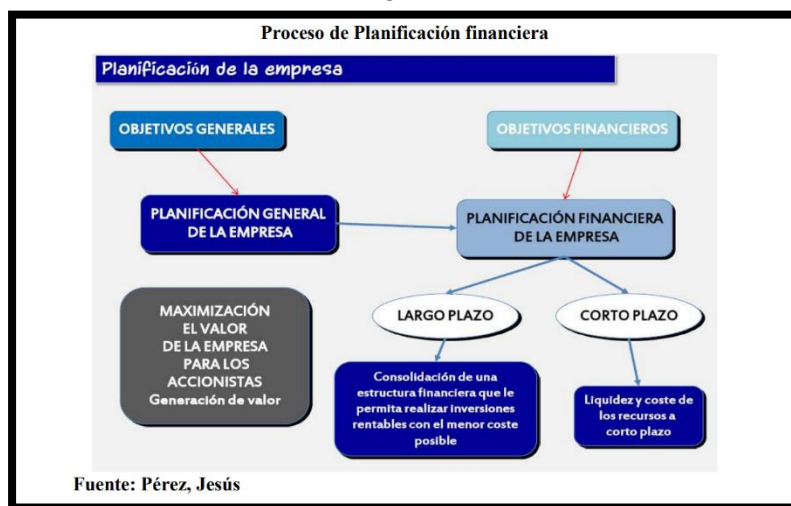 Proceso de Planificación financiera
Planificación de la empresa
OBJETIVOS GENERALES
OBJETIVOS FINANCIEROS
PLANIFICACIÓN GENERAL
DE LA EMPRESA
PLANIFICACIÓN FINANCIERA
DE LA EMPRESA
MAXIMIZACIÓN
EL VALOR
DE LA EMPRESA
PARA LOS
ACCIONISTAS
Generación de valor
LARGO PLAZO
CORTO PLAZO
Consolidación de una
estructura financiera que le
permita realizar inversiones
rentables con el menor coste
posible
Liquidez y coste de
los recursos a
corto plazo
Fuente: Pérez, Jesús